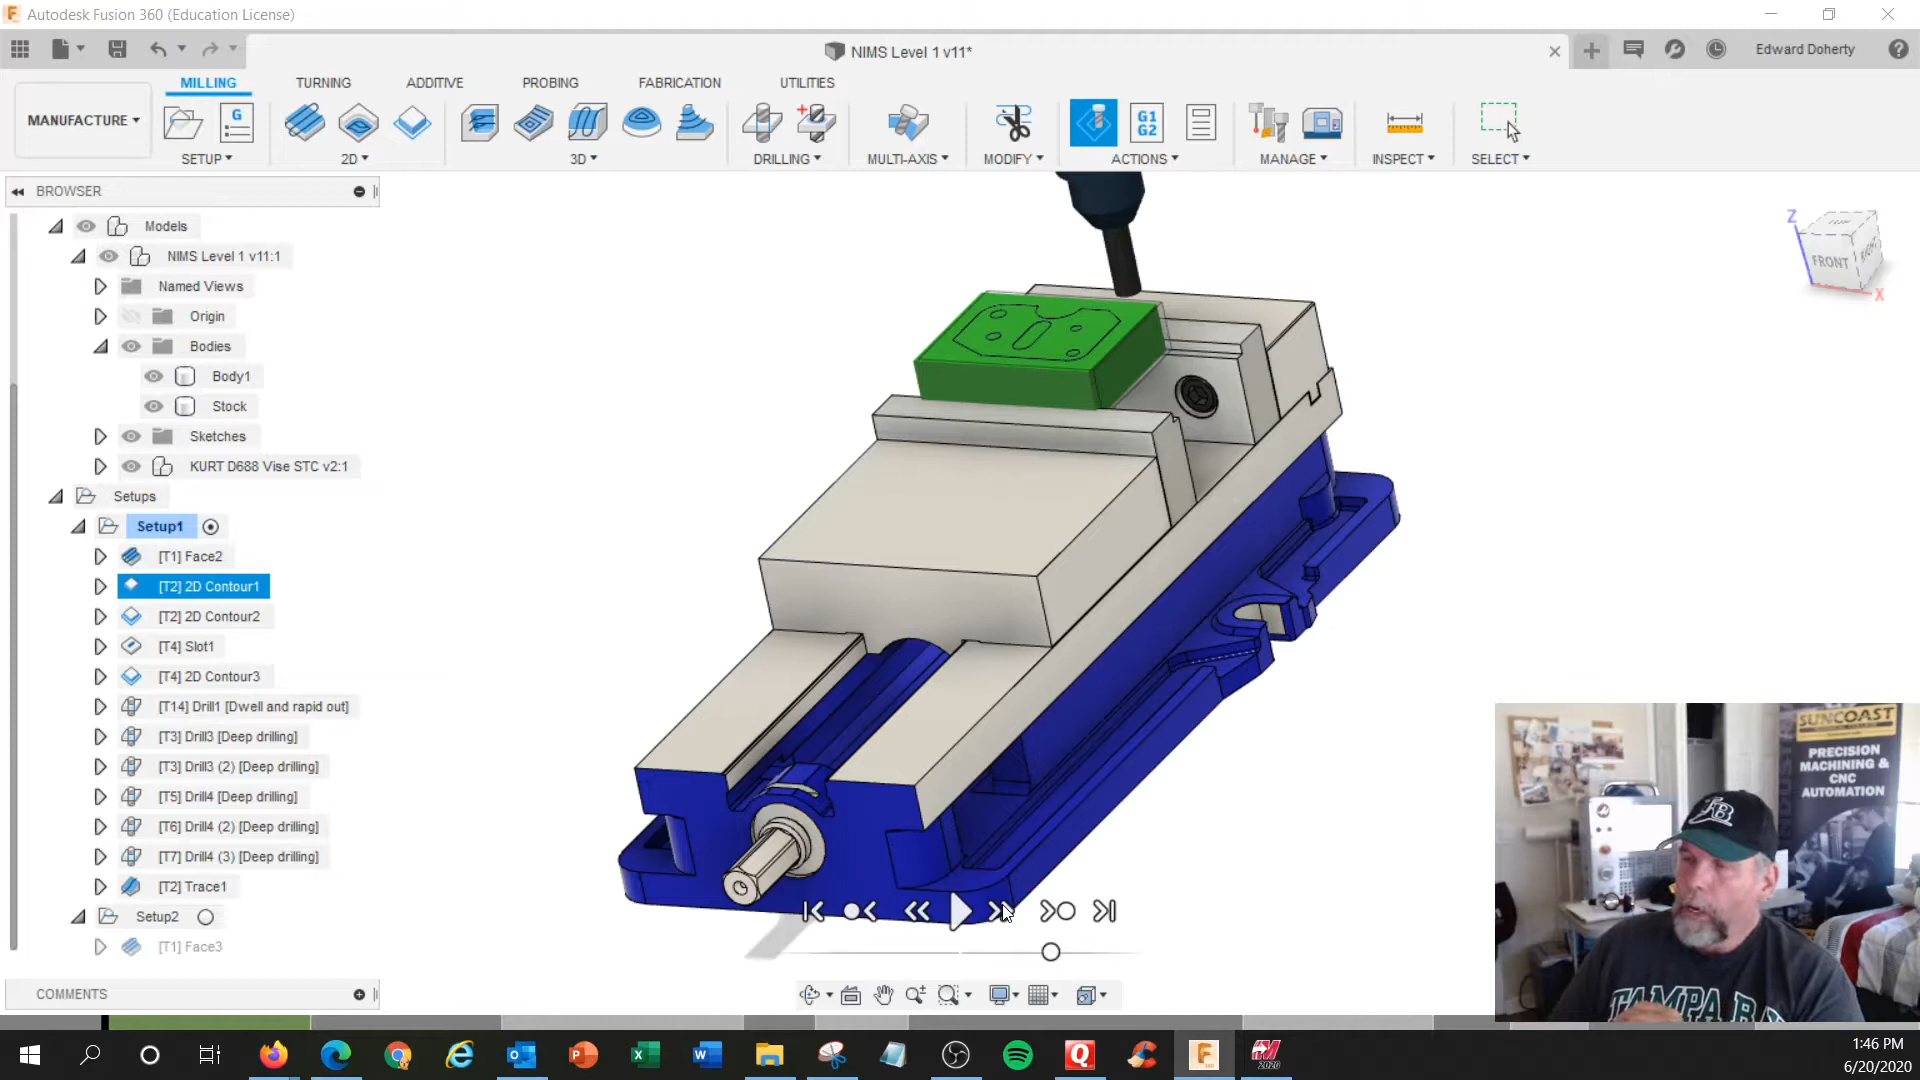 Autodesk Fusion 360 (Education License)
NIMS Level 1 v11*
Edward Doherty
MANUFACTURE
MILLING
TURNING
ADDITIVE
PROBING
FABRICATION
UTILITIES
G
G1
G2
SETUP
2D
3D
DRILLING
MULTI-AXIS
MODIFY
ACTIONS
MANAGE
INSPECT
SELECT
BROWSER
Models
NIMS Level 1 v11:1
Named Views
Origin
Bodies
Body1
Stock
Sketches
KURT D688 Vise STC v2:1
Setups
Setup1
[T1] Face2
[T2] 2D Contour1
[T2] 2D Contour2
[T4] Slot1
[T4] 2D Contour3
[T14] Drill1 [Dwell and rapid out]
[T3] Drill3 [Deep drilling]
[T3] Drill3 (2) [Deep drilling]
[T5] Drill4 [Deep drilling]
[T6] Drill4 (2) [Deep drilling]
[T7] Drill4 (3) [Deep drilling]
[T2] Trace1
Setup2
[T1] Face3
COMMENTS
Z
TOP
FRONT
RIGHT
X
SUNCOAST
PRECISION
MACHINING &
CNC
AUTOMATION
TB
TAMPA BA
1:46 PM
6/20/2020